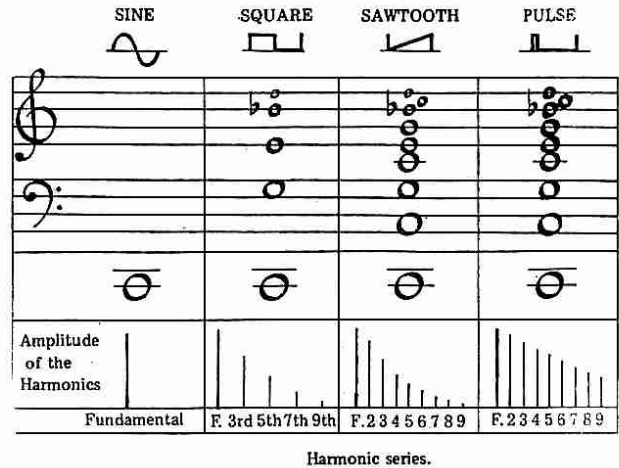 SINE SQUARE SAWTOOTH PULSE
Amplitude
of the
Harmonics
Fundamental F. 3rd 5th 7th 9th F. 2 3 4 5 6 7 8 9 F. 2 3 4 5 6 7 8 9
Harmonic series.